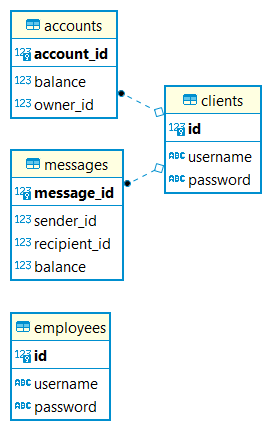 accounts
123 account_id
123 balance
123 owner_id
clients
123 id
ABC username
ABC password
messages
123 message_id
123 sender_id
123 recipient_id
123 balance
employees
123 id
ABC username
ABC password